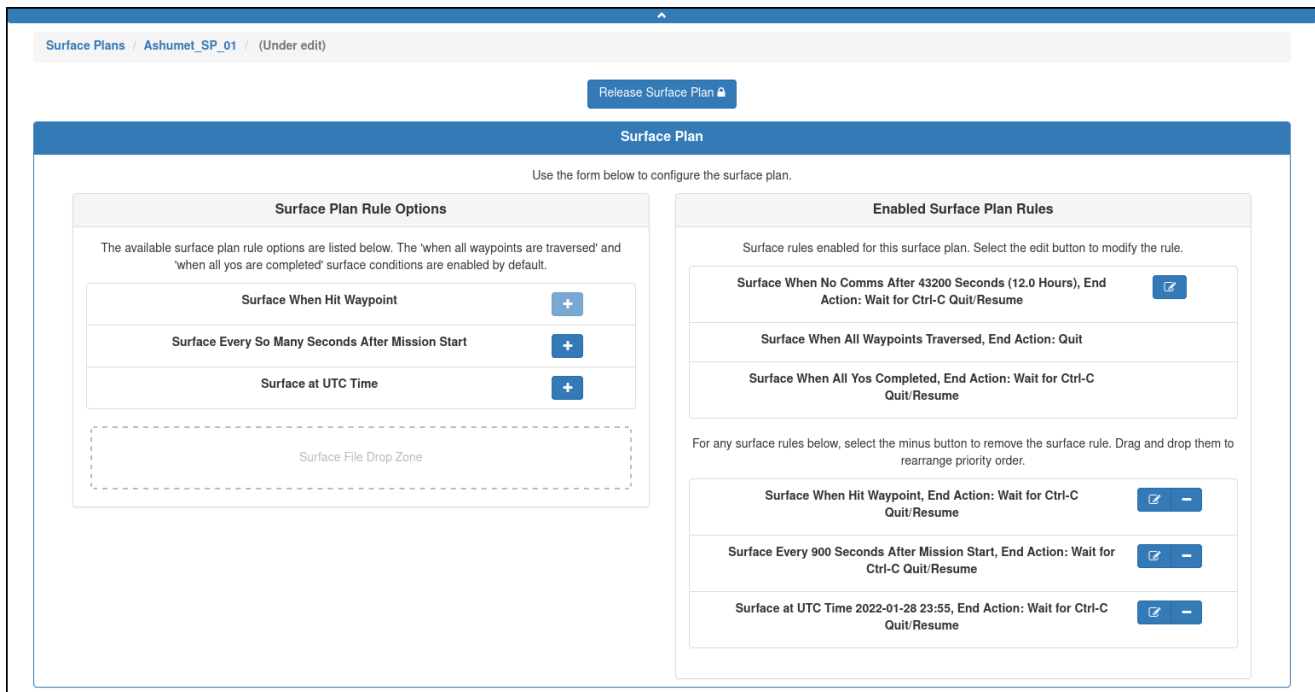 Surface Plans / Ashumet_SP_01 / (Under edit)
Release Surface Plan
Surface Plan
Use the form below to configure the surface plan.
Surface Plan Rule Options
The available surface plan rule options are listed below. The 'when all waypoints are traversed' and
'when all yos are completed' surface conditions are enabled by default.
Surface When Hit Waypoint
Surface Every So Many Seconds After Mission Start
Surface at UTC Time
Surface File Drop Zone
Enabled Surface Plan Rules
Surface rules enabled for this surface plan. Select the edit button to modify the rule.
Surface When No Comms After 43200 Seconds (12.0 Hours), End
Action: Wait for Ctrl-C Quit/Resume
Surface When All Waypoints Traversed, End Action: Quit
Surface When All Yos Completed, End Action: Wait for Ctrl-C
Quit/Resume
For any surface rules below, select the minus button to remove the surface rule. Drag and drop them to
rearrange priority order.
Surface When Hit Waypoint, End Action: Wait for Ctrl-C
Quit/Resume
Surface Every 900 Seconds After Mission Start, End Action: Wait for
Ctrl-C Quit/Resume
Surface at UTC Time 2022-01-28 23:55, End Action: Wait for Ctrl-C
Quit/Resume